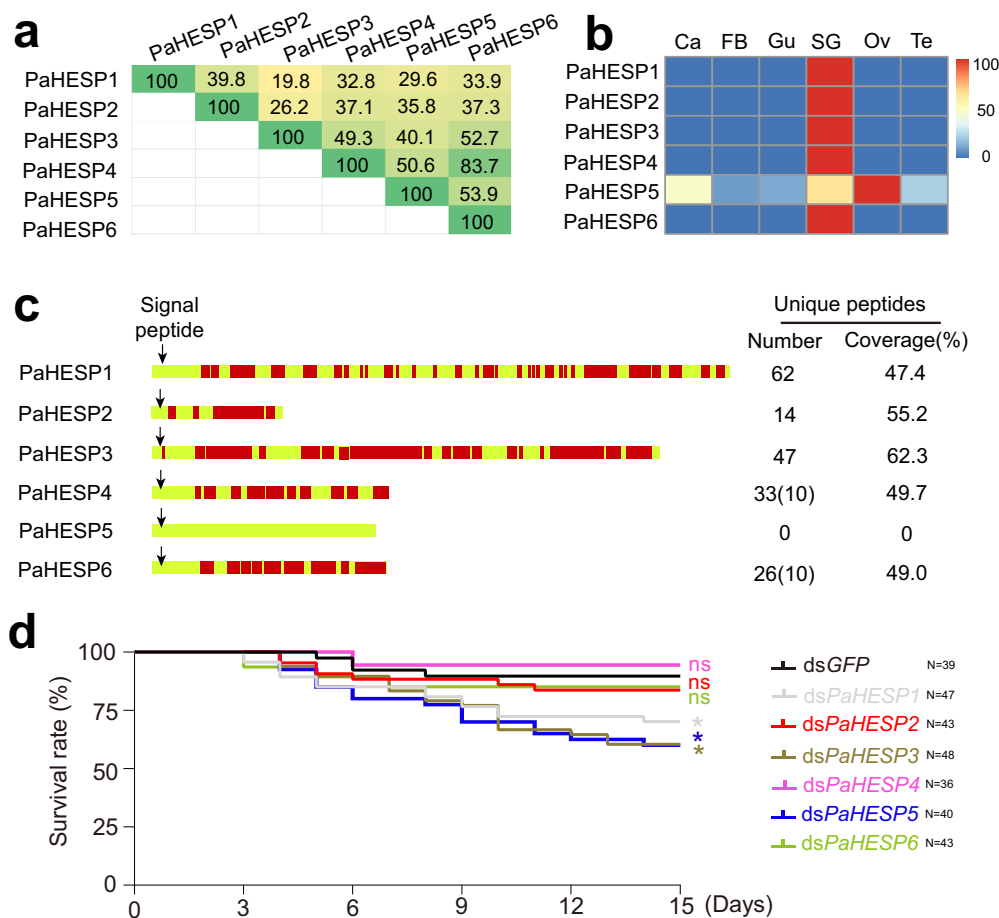 a
PaHESP1 PaHESP2 PaHESP3 PaHESP4 PaHESP5 PaHESP6
PaHESP1 100 39.8 19.8 32.8 29.6 33.9
PaHESP2 100 26.2 37.1 35.8 37.3
PaHESP3 100 49.3 40.1 52.7
PaHESP4 100 50.6 83.7
PaHESP5 100 53.9
PaHESP6 100
b
Ca FB Gu SG Ov Te
PaHESP1
PaHESP2
PaHESP3
PaHESP4
PaHESP5
PaHESP6
100
50
0
c
Signal
peptide
Unique peptides
Number Coverage(%)
PaHESP1 62 47.4
PaHESP2 14 55.2
PaHESP3 47 62.3
PaHESP4 33(10) 49.7
PaHESP5 0 0
PaHESP6 26(10) 49.0
d
Survival rate (%)
100
75
50
25
0
0 3 6 9 12 15 (Days)
ns
ns
ns
*
*
*
dsGFP N=39
dsPaHESP1 N=47
dsPaHESP2 N=43
dsPaHESP3 N=48
dsPaHESP4 N=36
dsPaHESP5 N=40
dsPaHESP6 N=43